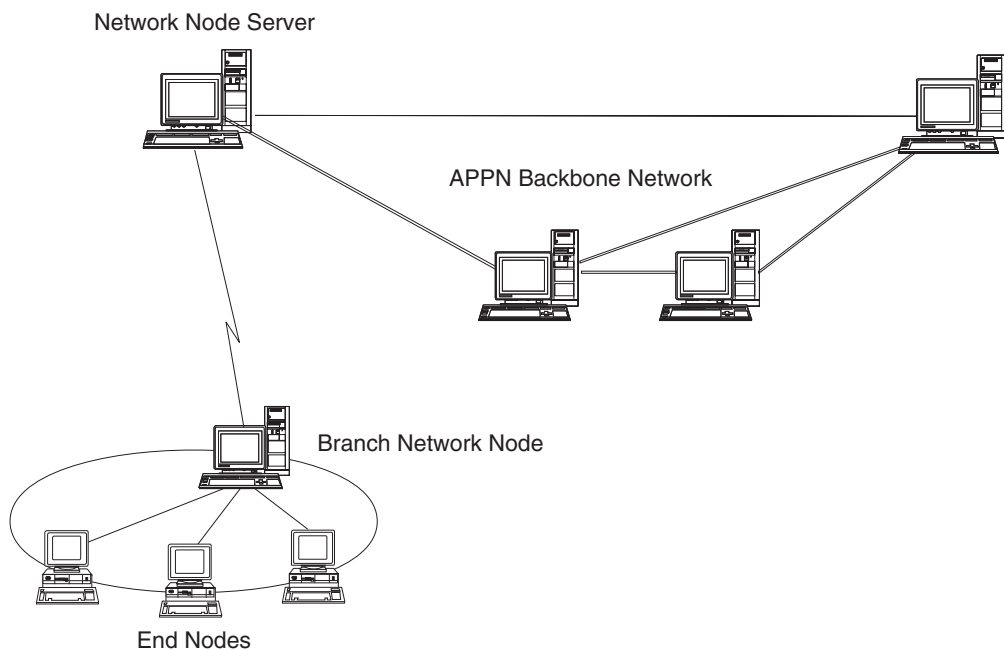 Network Node Server
APPN Backbone Network
Branch Network Node
End Nodes